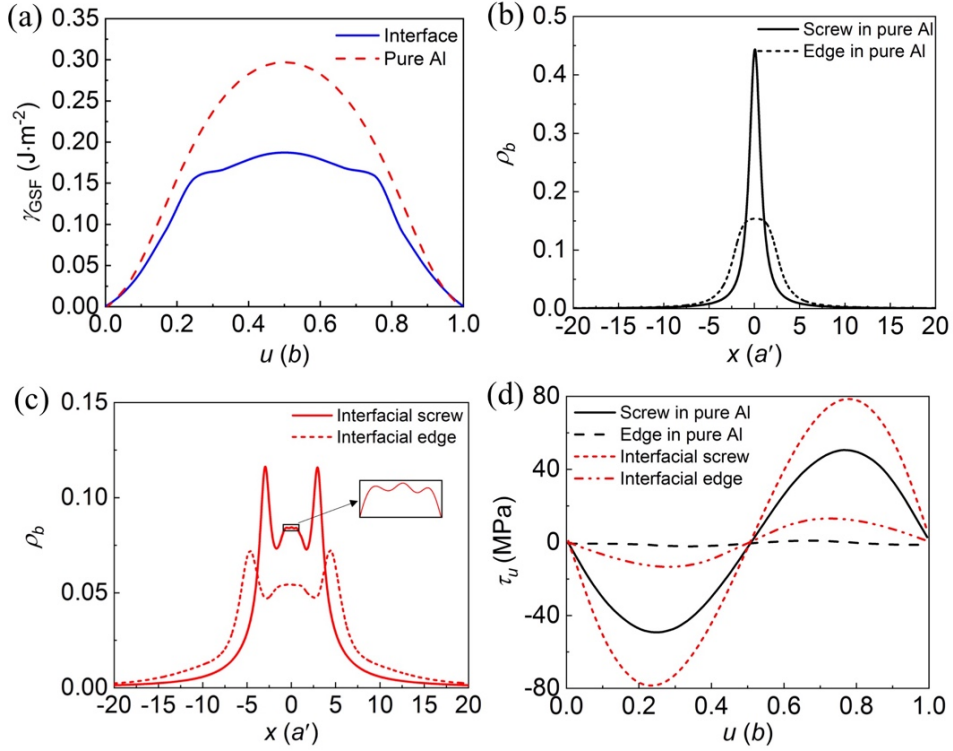 (a)
0.35
0.30
0.25
0.20
0.15
0.10
0.05
0.00
γGSF (J·m-2)
Interface
Pure Al
0.0 0.2 0.4 0.6 0.8 1.0
u (b)
(b)
0.5
0.4
0.3
0.2
0.1
0.0
ρb
Screw in pure Al
Edge in pure Al
-20 -15 -10 -5 0 5 10 15 20
x (a′)
(c)
0.15
0.10
0.05
0.00
ρb
Interfacial screw
Interfacial edge
-20 -15 -10 -5 0 5 10 15 20
x (a′)
(d)
80
40
0
-40
-80
τu (MPa)
Screw in pure Al
Edge in pure Al
Interfacial screw
Interfacial edge
0.0 0.2 0.4 0.6 0.8 1.0
u (b)